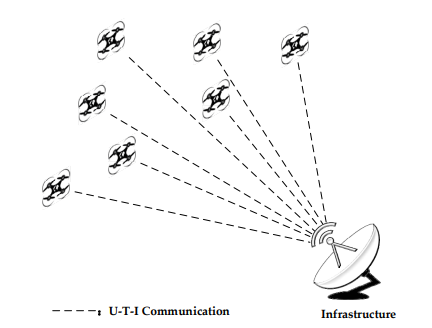 : U-T-I Communication
Infrastructure